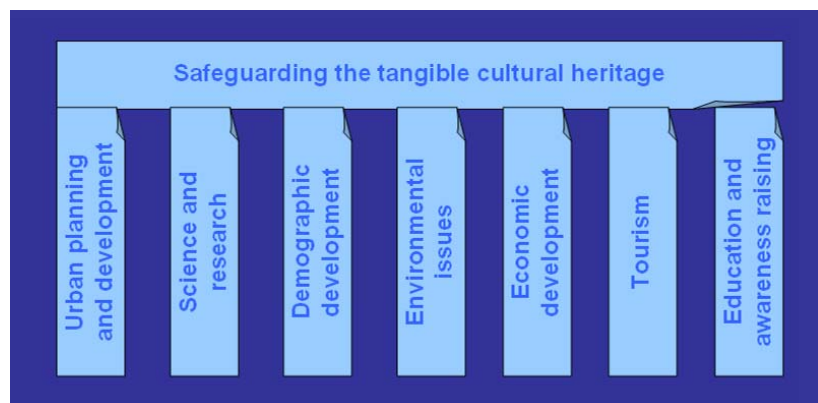 Safeguarding the tangible cultural heritage
Urban planning
and development
Science and
research
Demographic
development
Environmental
issues
Economic
development
Tourism
Education and
awareness raising